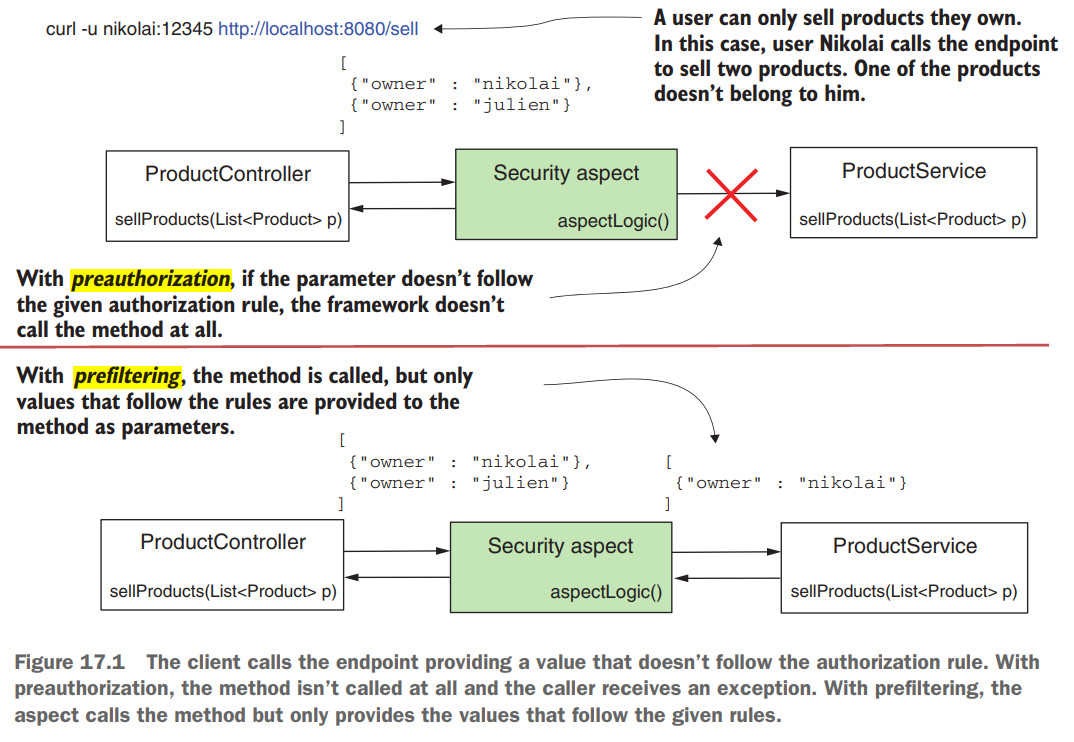 curl -u nikolai:12345 http://localhost:8080/sell
A user can only sell products they own.
In this case, user Nikolai calls the endpoint
to sell two products. One of the products
doesn't belong to him.
[
{"owner" : "nikolai"},
{"owner" : "julien"}
]
ProductController
sellProducts(List<Product> p)
Security aspect
aspectLogic()
ProductService
sellProducts(List<Product> p)
With preauthorization, if the parameter doesn't follow
the given authorization rule, the framework doesn't
call the method at all.
With prefiltering, the method is called, but only
values that follow the rules are provided to the
method as parameters.
[
{"owner" : "nikolai"},
{"owner" : "julien"}
]
[
{"owner" : "nikolai"}
]
ProductController
sellProducts(List<Product> p)
Security aspect
aspectLogic()
ProductService
sellProducts(List<Product> p)
Figure 17.1 The client calls the endpoint providing a value that doesn't follow the authorization rule. With
preauthorization, the method isn't called at all and the caller receives an exception. With prefiltering, the
aspect calls the method but only provides the values that follow the given rules.